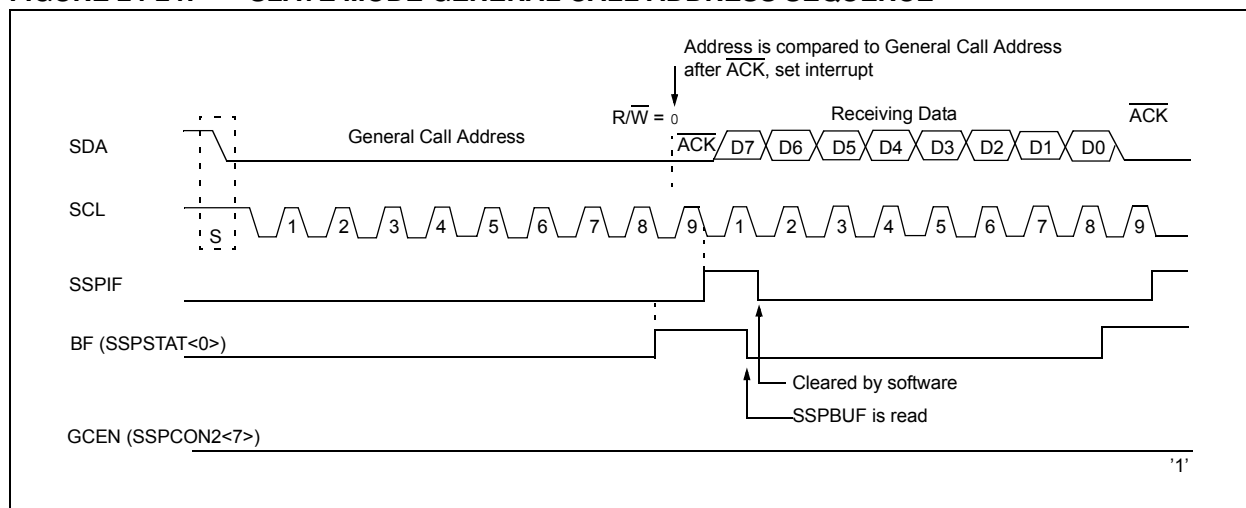 Address is compared to General Call Address
after ACK, set interrupt
R/W = 0
Receiving Data
ACK
SDA
General Call Address
ACK
D7 D6 D5 D4 D3 D2 D1 D0
SCL
S
1 2 3 4 5 6 7 8 9 1 2 3 4 5 6 7 8 9
SSPIF
BF (SSPSTAT<0>)
Cleared by software
SSPBUF is read
GCEN (SSPCON2<7>)
'1'